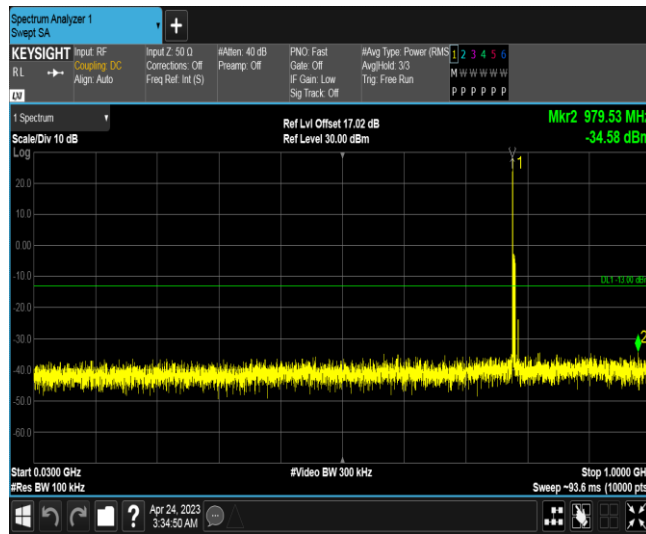 Spectrum Analyzer 1
Swept SA
+
KEYSIGHT
RL
LXI
Input: RF
Coupling: DC
Align: Auto
Input Z: 50 Ω
Corrections: Off
Freq Ref: Int (S)
#Atten: 40 dB
Preamp: Off
PNO: Fast
Gate: Off
IF Gain: Low
Sig Track: Off
#Avg Type: Power (RMS
Avg|Hold: 3/3
Trig: Free Run
1 2 3 4 5 6
M W W W W W
P P P P P P
1 Spectrum
Scale/Div 10 dB
Log
Ref Lvl Offset 17.02 dB
Ref Level 30.00 dBm
Mkr2 979.53 MHz
-34.58 dBm
1
20.0
10.0
0.00
-10.0
DL1 -13.00 dBm
-20.0
-30.0
2
-40.0
-50.0
-60.0
Start 0.0300 GHz
#Video BW 300 kHz
Stop 1.0000 GHz
#Res BW 100 kHz
Sweep ~93.6 ms (10000 pts)
?
Apr 24, 2023
3:34:50 AM